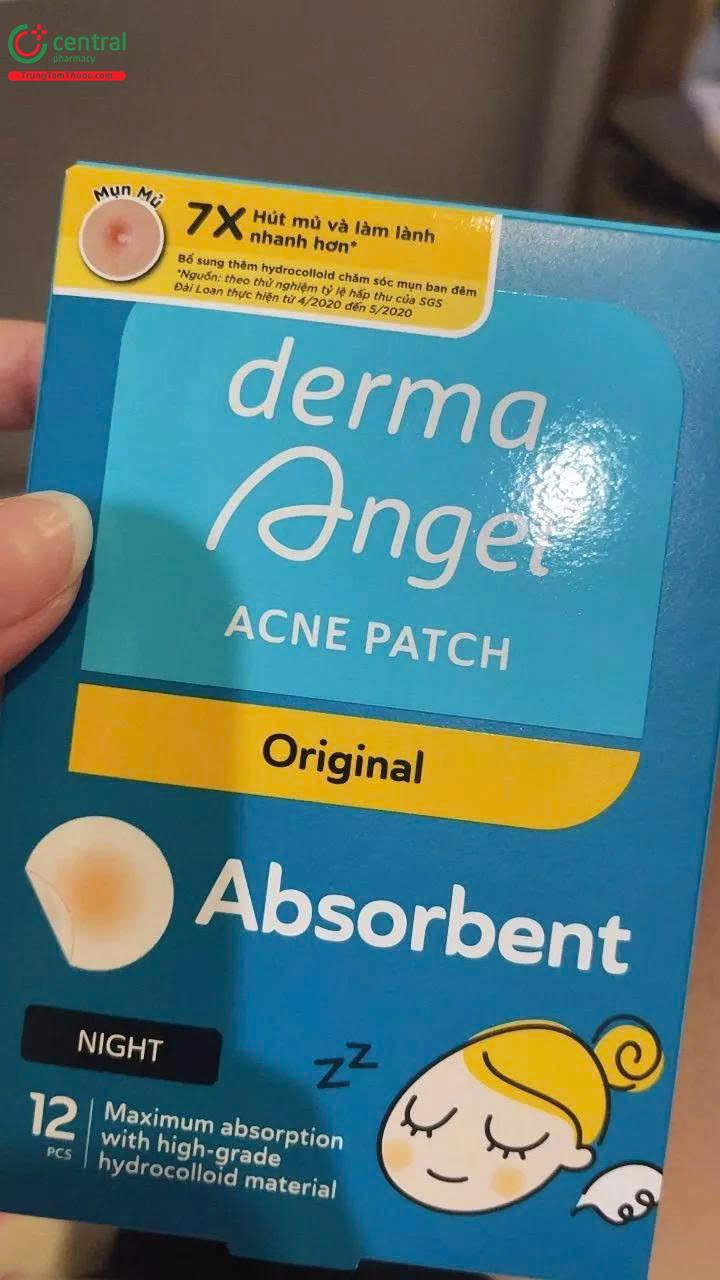 central
pharmacy
TrungTamThuoc.com
Mụn Mủ
7X Hút mủ và làm lành
nhanh hơn*
Bổ sung thêm hydrocolloid chăm sóc mụn ban đêm
*Nguồn: theo thử nghiệm tỷ lệ hấp thu của SGS
Đài Loan thực hiện từ 4/2020 đến 5/2020
derma
Angel
ACNE PATCH
Original
Absorbent
NIGHT
zz
12
PCS
Maximum absorption
with high-grade
hydrocolloid material